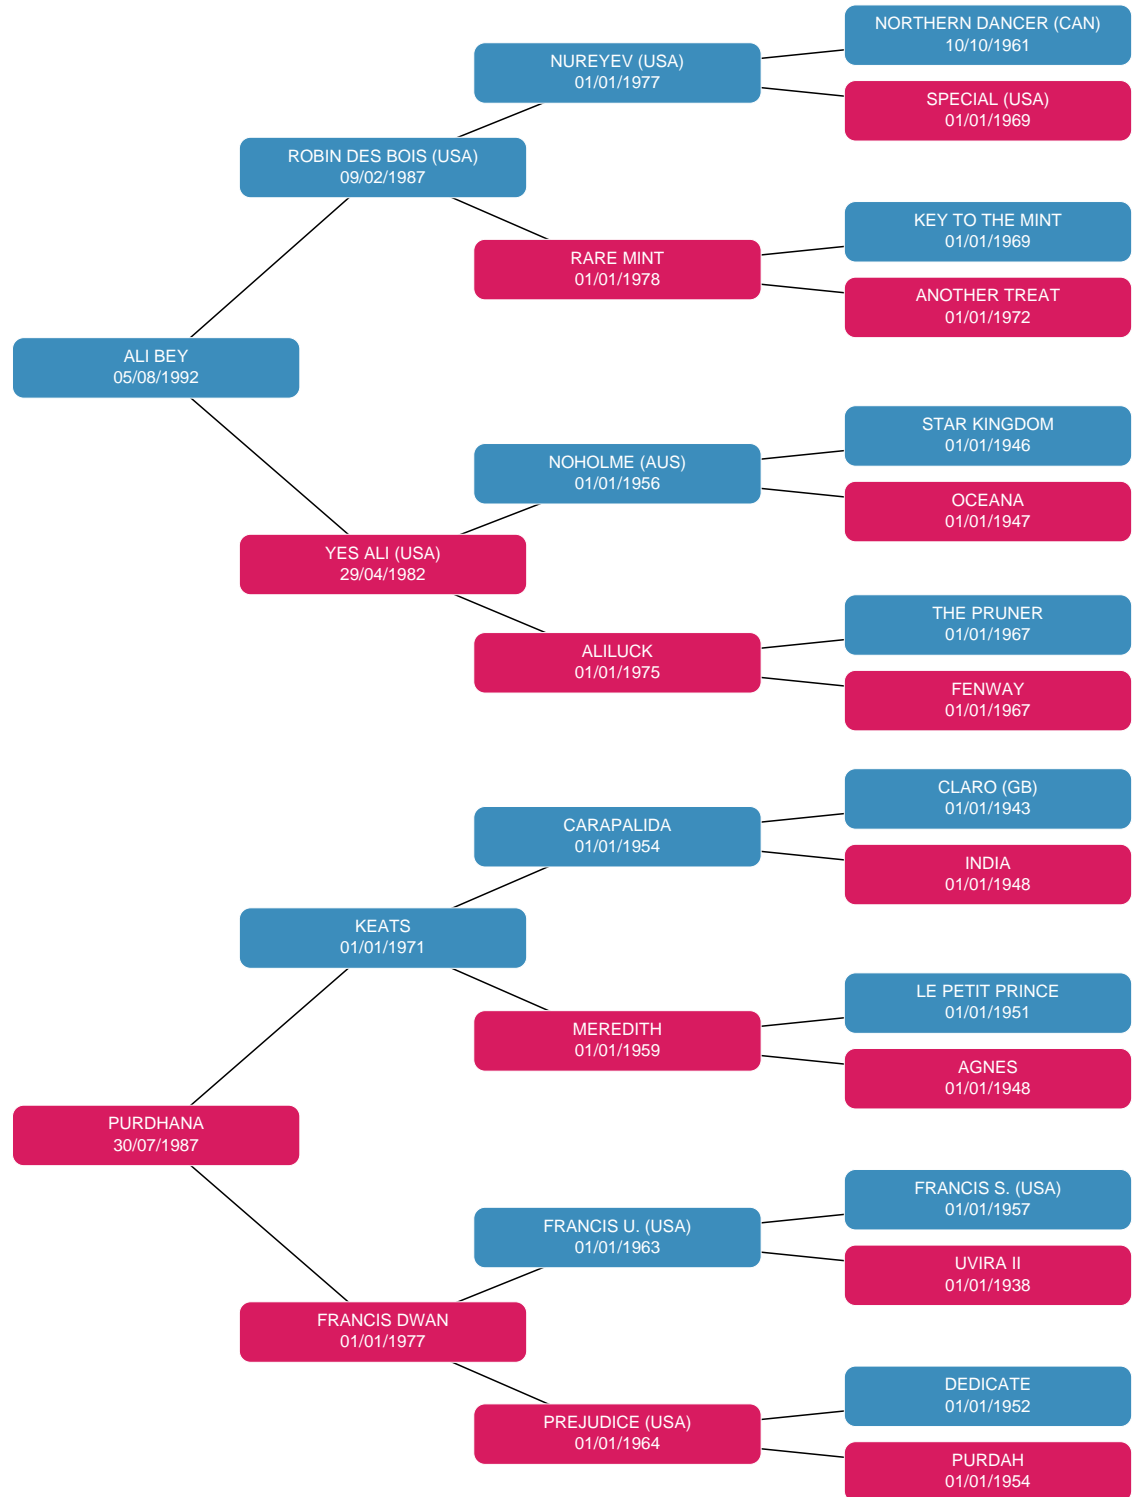 NORTHERN DANCER (CAN)
10/10/1961
NUREYEV (USA)
01/01/1977
SPECIAL (USA)
01/01/1969
ROBIN DES BOIS (USA)
09/02/1987
KEY TO THE MINT
01/01/1969
RARE MINT
01/01/1978
ANOTHER TREAT
01/01/1972
ALI BEY
05/08/1992
STAR KINGDOM
01/01/1946
NOHOLME (AUS)
01/01/1956
OCEANA
01/01/1947
YES ALI (USA)
29/04/1982
THE PRUNER
01/01/1967
ALILUCK
01/01/1975
FENWAY
01/01/1967
CLARO (GB)
01/01/1943
CARAPALIDA
01/01/1954
INDIA
01/01/1948
KEATS
01/01/1971
LE PETIT PRINCE
01/01/1951
MEREDITH
01/01/1959
AGNES
01/01/1948
PURDHANA
30/07/1987
FRANCIS S. (USA)
01/01/1957
FRANCIS U. (USA)
01/01/1963
UVIRA II
01/01/1938
FRANCIS DWAN
01/01/1977
DEDICATE
01/01/1952
PREJUDICE (USA)
01/01/1964
PURDAH
01/01/1954